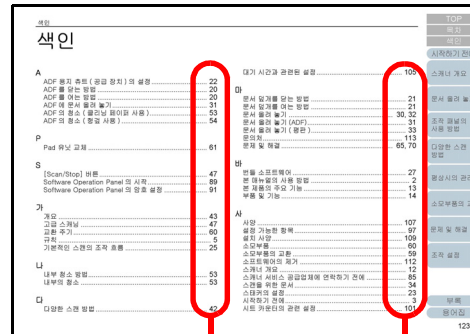 색인
색인
A
ADF 용지 츄트 ( 공급 장치 ) 의 설정 22
ADF 를 닫는 방법 20
ADF 를 여는 방법 20
ADF 에 문서 올려 놓기 31
ADF 의 청소 ( 클리닝 페이퍼 사용 ) 53
ADF 의 청소 ( 헝겊 사용 ) 54
P
Pad 유닛 교체 61
S
[Scan/Stop] 버튼 47
Software Operation Panel 의 시작 89
Software Operation Panel 의 암호 설정 91
가
개요 43
고급 스캐닝 47
교환 주기 60
규칙 5
기본적인 스캔의 조작 흐름 25
나
내부 청소 방법 53
내부의 청소 53
다
다양한 스캔 방법 42
대기 시간과 관련된 설정 105
마
문서 덮개를 닫는 방법 21
문서 덮개를 여는 방법 21
문서 올려 놓기 30, 32
문서 올려 놓기 (ADF) 31
문서 올려 놓기 ( 평판 ) 33
문의처 113
문제 및 해결 65, 70
바
번들 소프트웨어 27
본 매뉴얼의 사용 방법 2
본 제품의 주요 기능 13
부품 및 기능 14
사
사양 107
설정 가능한 항목 97
설치 사양 109
소모부품 60
소모부품의 교환 59
소프트웨어의 제거 112
스캐너 개요 12
스캐너 서비스 공급업체에 연락하기 전에 85
스캔을 위한 문서 34
스태커의 설정 23
시작하기 전에 3
시트 카운터의 관련 설정 101
TOP
목차
색인
시작하기 전에
스캐너 개요
문서 올려 놓
조작 패널의
사용 방법
다양한 스캔
방법
평상시의 관리
소모부품의 교
문제 및 해결
조작 설정
부록
용어집
123